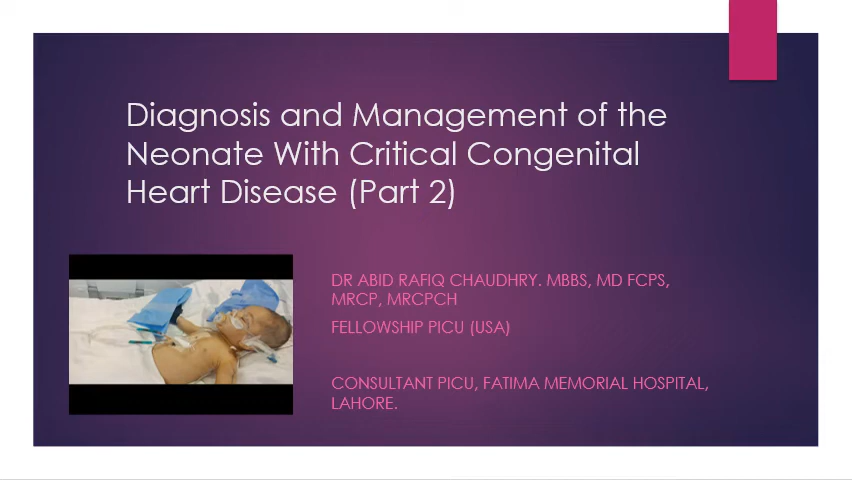 Diagnosis and Management of the
Neonate With Critical Congenital
Heart Disease (Part 2)
DR ABID RAFIQ CHAUDHRY. MBBS, MD FCPS,
MRCP, MRCPCH
FELLOWSHIP PICU (USA)
CONSULTANT PICU, FATIMA MEMORIAL HOSPITAL,
LAHORE.